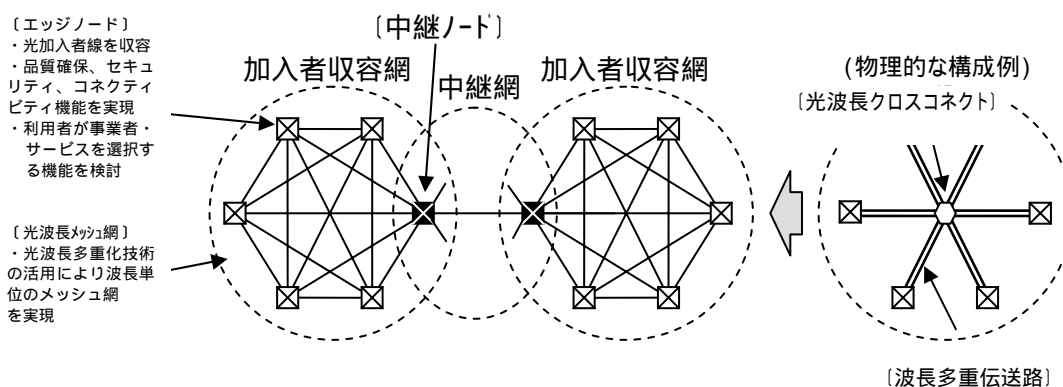 〔エッジノード〕
・光加入者線を収容
・品質確保、セキュ
リティ、コネクティ
ビティ機能を実現
・利用者が事業者・
サービスを選択す
る機能を検討
〔光波長ﾒｯｼｭ網〕
・光波長多重化技術
の活用により波長単
位のメッシュ網
を実現
〔中継ﾉｰﾄﾞ〕
加入者収容網
中継網
加入者収容網
(物理的な構成例)
〔光波長クロスコネクト〕
〔波長多重伝送路〕